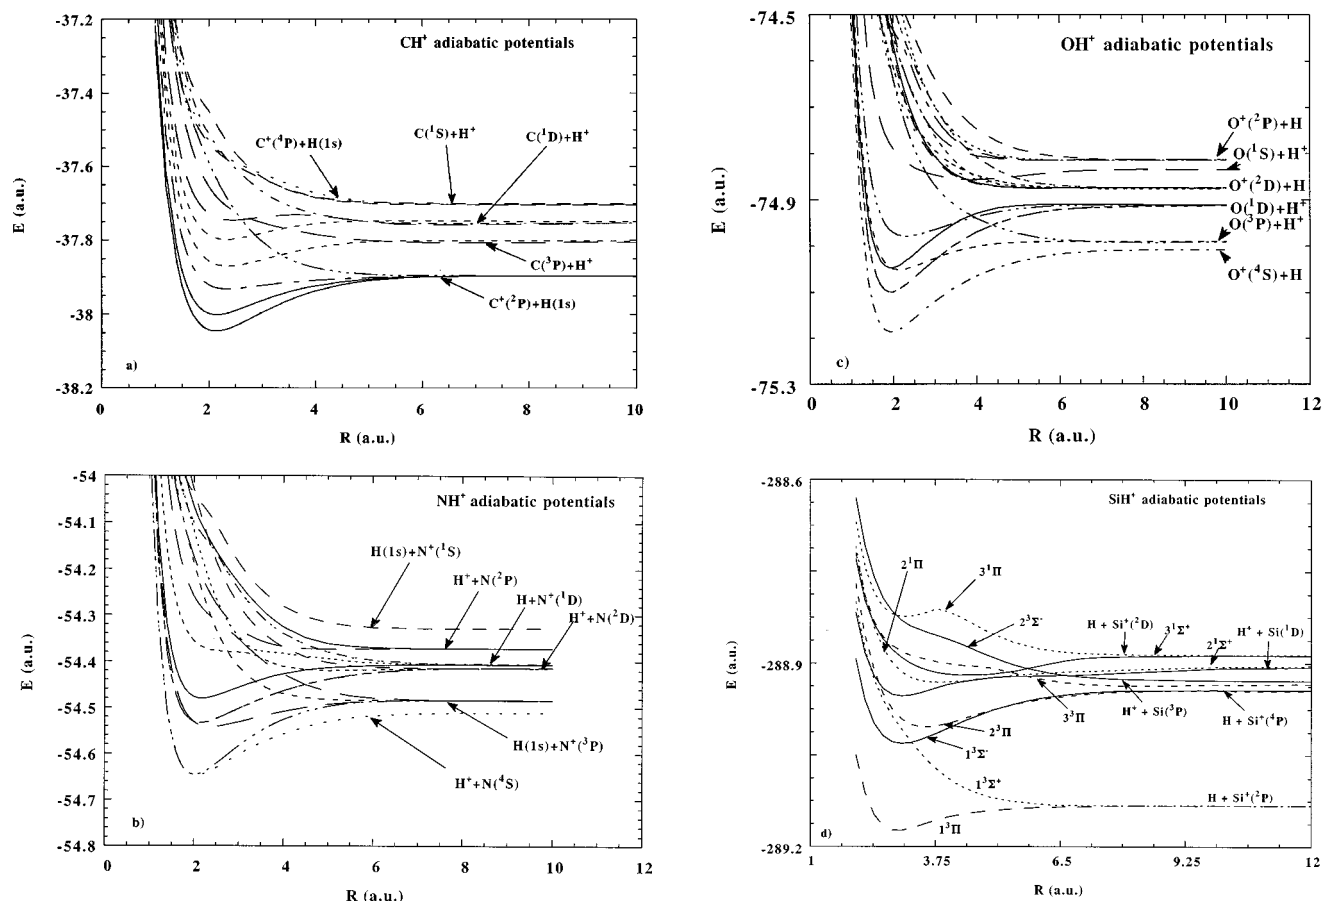 CH⁺ adiabatic potentials
-37.2
-37.4
-37.6
-37.8
-38
-38.2
E (a.u.)
C⁺(⁴P)+H(1s)
C(¹S)+H⁺
C(¹D)+H⁺
C(³P)+H⁺
C⁺(²P)+H(1s)
a)
0 2 4 6 8 10
R (a.u.)
OH⁺ adiabatic potentials
-74.5
-74.9
-75.3
E (a.u.)
O⁺(²P)+H
O(¹S)+H⁺
O⁺(²D)+H
O(¹D)+H⁺
O(³P)+H⁺
O⁺(⁴S)+H
c)
0 2 4 6 8 10 12
R (a.u.)
NH⁺ adiabatic potentials
-54
-54.1
-54.2
-54.3
-54.4
-54.5
-54.6
-54.7
-54.8
E (a.u.)
H(1s)+N⁺(¹S)
H⁺+N(²P)
H+N⁺(¹D)
H⁺+N(²D)
H(1s)+N⁺(³P)
H⁺+N(⁴S)
b)
0 2 4 6 8 10 12
R (a.u.)
SiH⁺ adiabatic potentials
-288.6
-288.9
-289.2
E (a.u.)
2¹Π
3¹Π
2³Σ⁻
H + Si⁺(²D)
3¹Σ⁺
2¹Σ⁺
H⁺ + Si(¹D)
H⁺ + Si(³P)
3³Π
H + Si⁺(⁴P)
2³Π
1³Σ⁻
1³Σ⁺
H + Si⁺(²P)
1³Π
d)
1 3.75 6.5 9.25 12
R (a.u.)